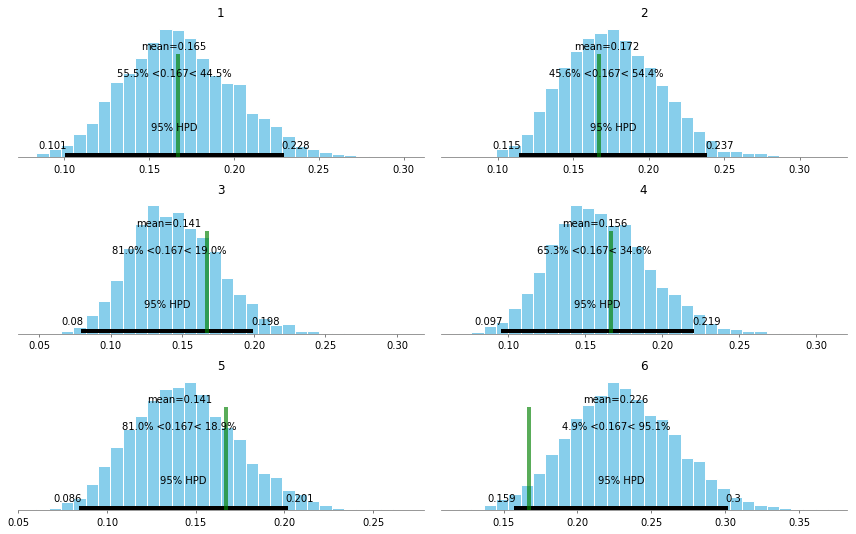 1
mean=0.165
55.5% <0.167< 44.5%
95% HPD
0.101
0.228
0.10
0.15
0.20
0.25
0.30
2
mean=0.172
45.6% <0.167< 54.4%
95% HPD
0.115
0.237
0.10
0.15
0.20
0.25
0.30
3
mean=0.141
81.0% <0.167< 19.0%
95% HPD
0.08
0.198
0.05
0.10
0.15
0.20
0.25
0.30
4
mean=0.156
65.3% <0.167< 34.6%
95% HPD
0.097
0.219
0.10
0.15
0.20
0.25
0.30
5
mean=0.141
81.0% <0.167< 18.9%
95% HPD
0.086
0.201
0.05
0.10
0.15
0.20
0.25
6
mean=0.226
4.9% <0.167< 95.1%
95% HPD
0.159
0.3
0.15
0.20
0.25
0.30
0.35